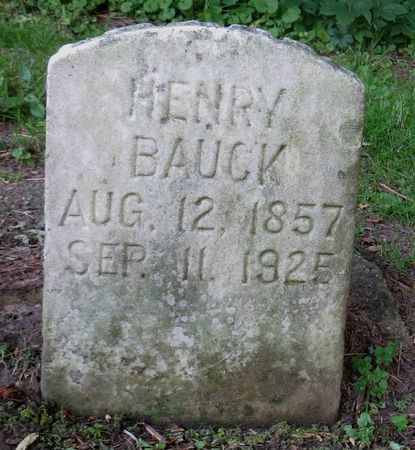 HENRY
BAUCK
AUG. 12, 1857
SEP. 11, 1925